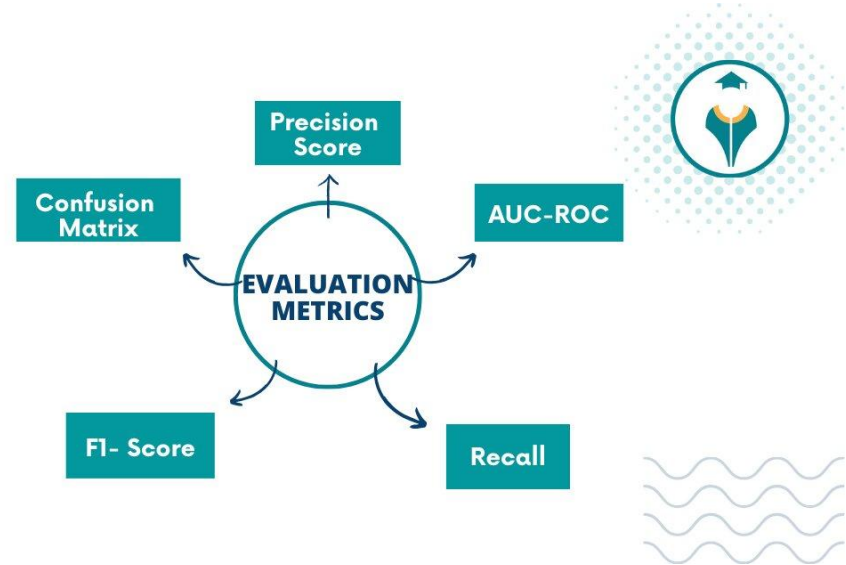 Precision
Score
Confusion
Matrix
AUC-ROC
EVALUATION
METRICS
F1- Score
Recall